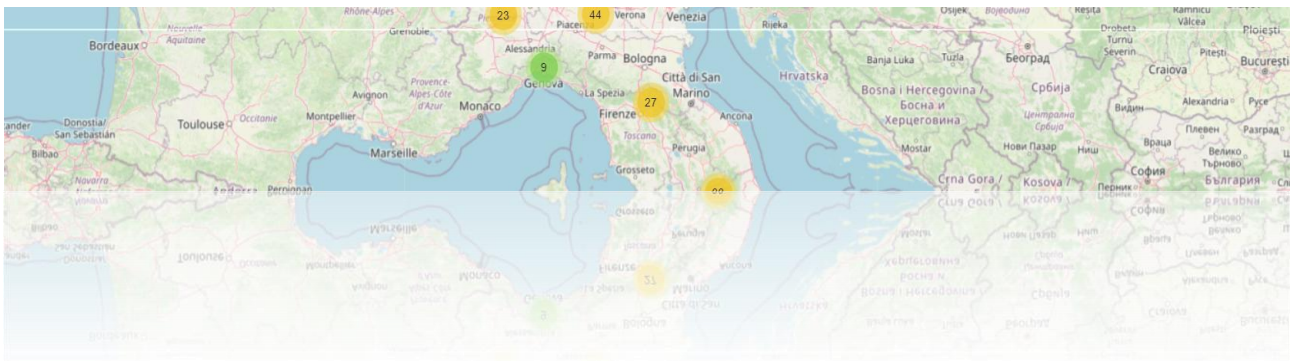 Rhône-Alpes
23
44
Verona
Venezia
Rijeka
Osijek
Војводина
Reșița
Râmnicu
Vâlcea
Nouvelle
Aquitaine
Grenoble
Piacenza
Drobeta
Turnu
Severin
Ploiești
Bordeaux
Alessandria
Parma
Bologna
Banja Luka
Tuzla
Београд
Craiova
Pitești
București
9
Genova
Città di San
Marino
Hrvatska
Bosna i Hercegovina /
Босна и
Херцеговина
Србија
Provence-
Alpes-Côte
d'Azur
Avignon
Monaco
La Spezia
27
Firenze
Ancona
Централна
Србија
Видин
Alexandria
Русе
Donostia/
San Sebastián
Toulouse
Occitanie
Montpellier
Toscana
Плевен
Разград
Bilbao
Marseille
Perugia
Mostar
Нови Пазар
Ниш
Враца
Велико
Търново
Grosseto
София
Navarra
Andorra
Perpignan
Crna Gora /
Kosova /
Перник
България